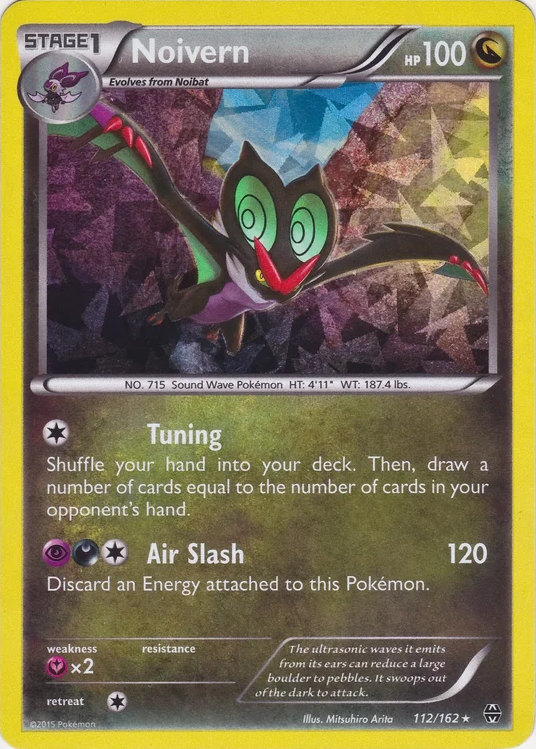 STAGE1
Noivern
HP100
Evolves from Noibat
NO. 715 Sound Wave Pokémon HT: 4'11" WT: 187.4 lbs.
Tuning
Shuffle your hand into your deck. Then, draw a
number of cards equal to the number of cards in your
opponent's hand.
Air Slash 120
Discard an Energy attached to this Pokémon.
weakness resistance
×2
The ultrasonic waves it emits
from its ears can reduce a large
boulder to pebbles. It swoops out
of the dark to attack.
retreat
©2015 Pokémon
Illus. Mitsuhiro Arita 112/162 ★